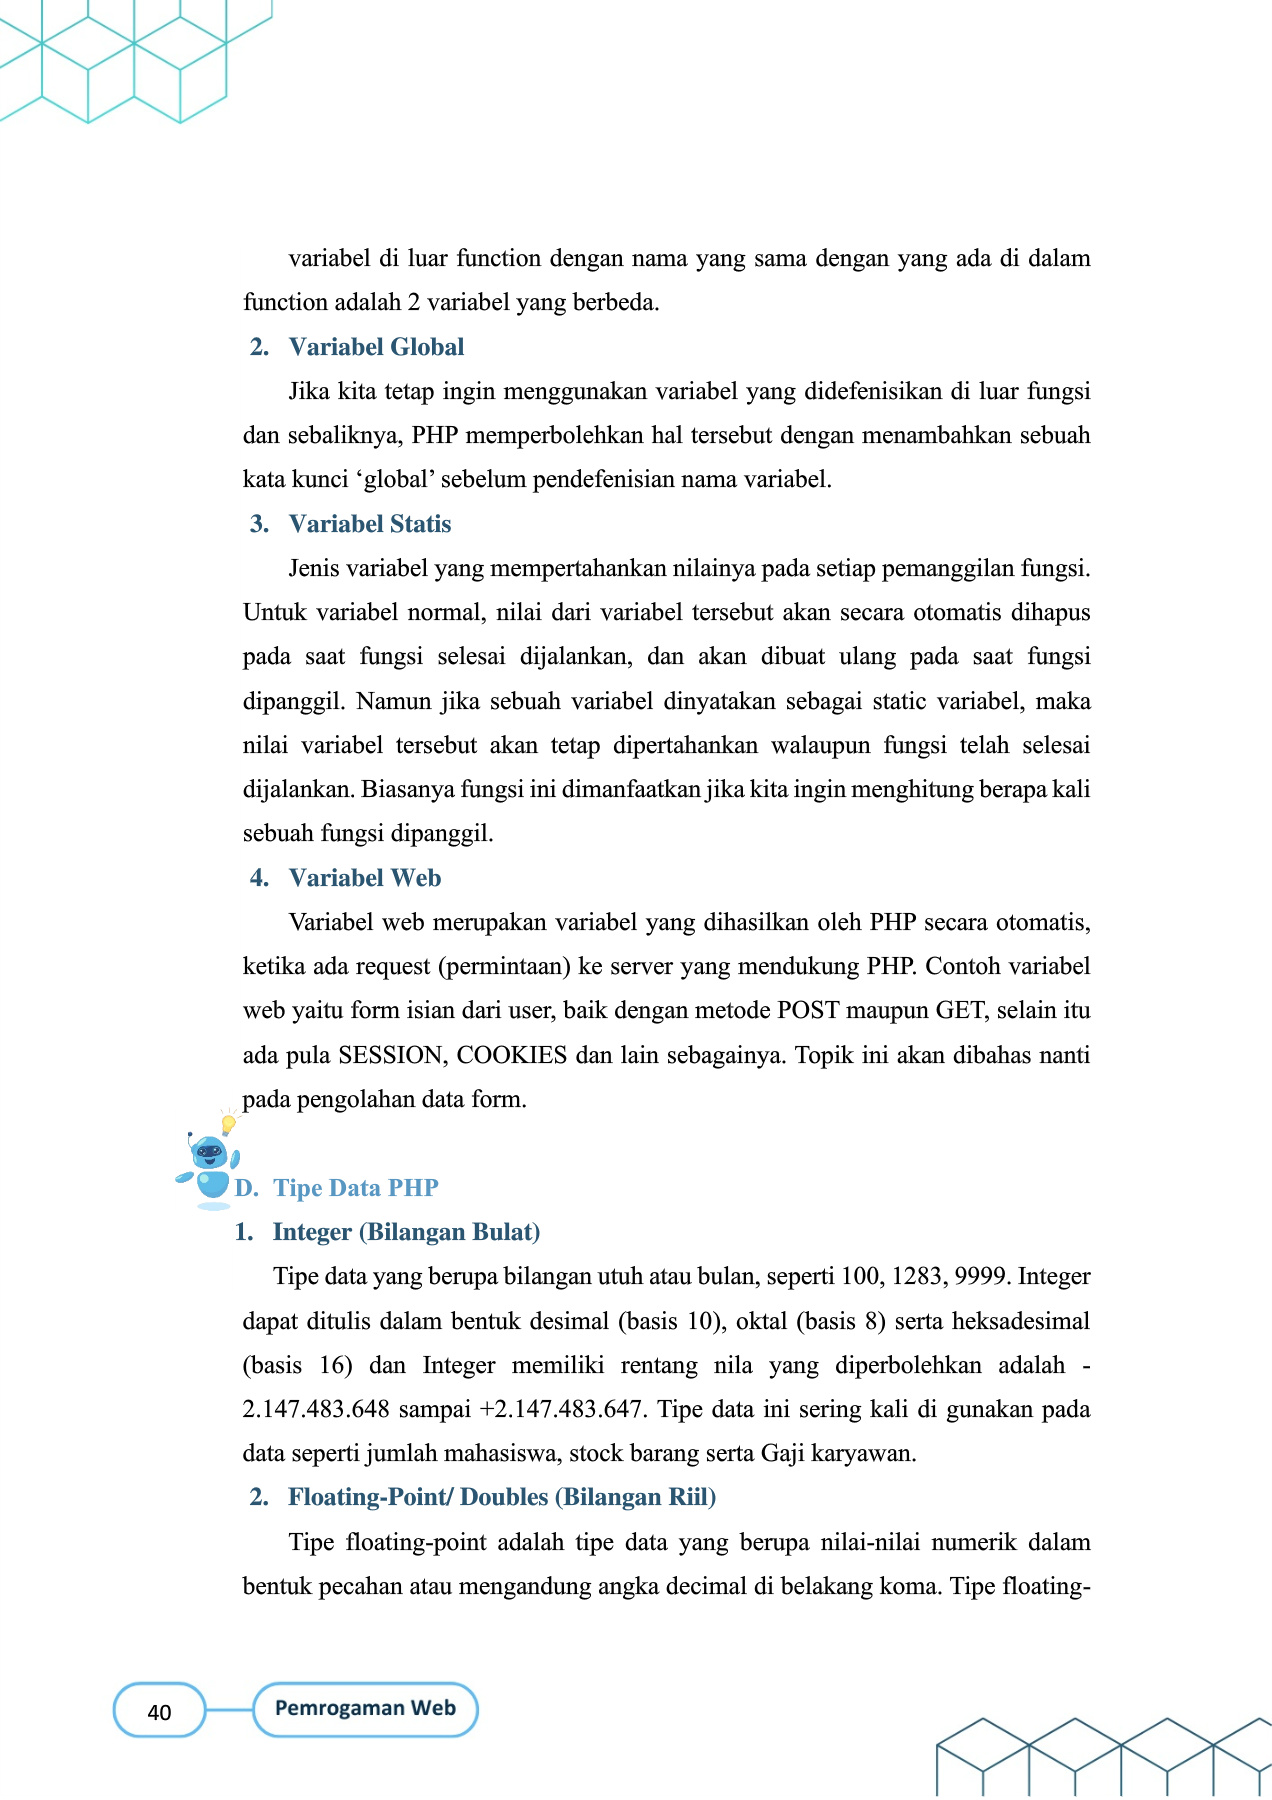 variabel di luar function dengan nama yang sama dengan yang ada di dalam
function adalah 2 variabel yang berbeda.
2. Variabel Global
Jika kita tetap ingin menggunakan variabel yang didefenisikan di luar fungsi
dan sebaliknya, PHP memperbolehkan hal tersebut dengan menambahkan sebuah
kata kunci ‘global’ sebelum pendefenisian nama variabel.
3. Variabel Statis
Jenis variabel yang mempertahankan nilainya pada setiap pemanggilan fungsi.
Untuk variabel normal, nilai dari variabel tersebut akan secara otomatis dihapus
pada saat fungsi selesai dijalankan, dan akan dibuat ulang pada saat fungsi
dipanggil. Namun jika sebuah variabel dinyatakan sebagai static variabel, maka
nilai variabel tersebut akan tetap dipertahankan walaupun fungsi telah selesai
dijalankan. Biasanya fungsi ini dimanfaatkan jika kita ingin menghitung berapa kali
sebuah fungsi dipanggil.
4. Variabel Web
Variabel web merupakan variabel yang dihasilkan oleh PHP secara otomatis,
ketika ada request (permintaan) ke server yang mendukung PHP. Contoh variabel
web yaitu form isian dari user, baik dengan metode POST maupun GET, selain itu
ada pula SESSION, COOKIES dan lain sebagainya. Topik ini akan dibahas nanti
pada pengolahan data form.
D. Tipe Data PHP
1. Integer (Bilangan Bulat)
Tipe data yang berupa bilangan utuh atau bulan, seperti 100, 1283, 9999. Integer
dapat ditulis dalam bentuk desimal (basis 10), oktal (basis 8) serta heksadesimal
(basis 16) dan Integer memiliki rentang nila yang diperbolehkan adalah -
2.147.483.648 sampai +2.147.483.647. Tipe data ini sering kali di gunakan pada
data seperti jumlah mahasiswa, stock barang serta Gaji karyawan.
2. Floating-Point/ Doubles (Bilangan Riil)
Tipe floating-point adalah tipe data yang berupa nilai-nilai numerik dalam
bentuk pecahan atau mengandung angka decimal di belakang koma. Tipe floating-
40
Pemrogaman Web